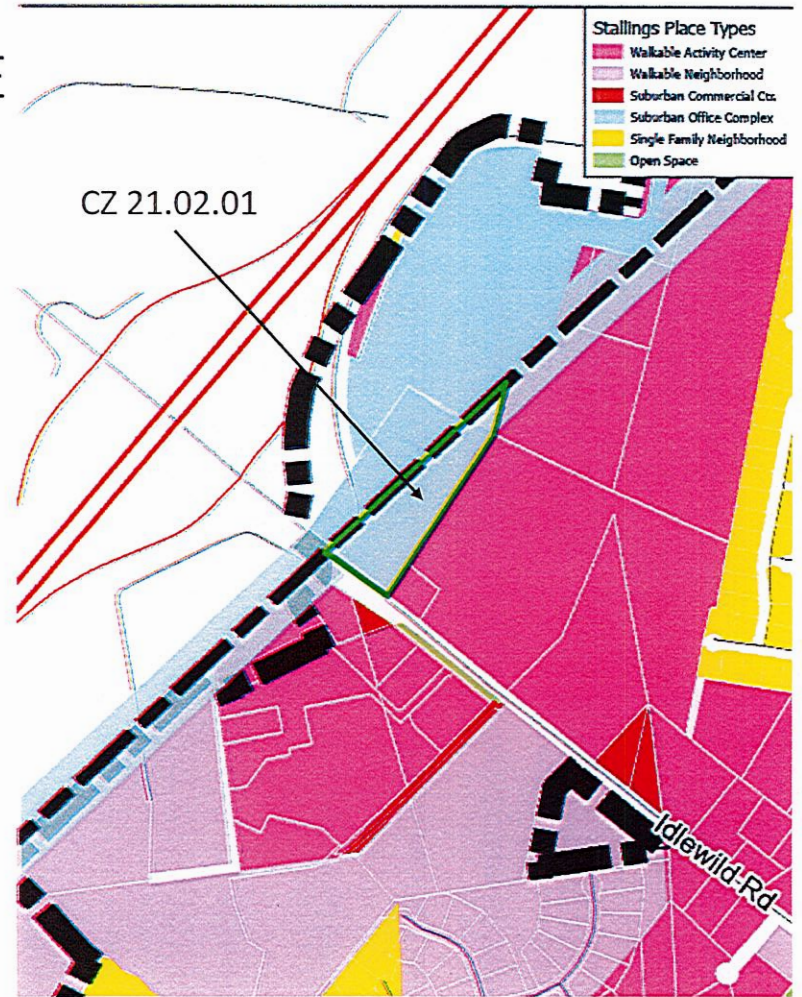 Stallings Place Types
Walkable Activity Center
Walkable Neighborhood
Suburban Commercial Ctr.
Suburban Office Complex
Single Family Neighborhood
Open Space
CZ 21.02.01
Idlewild-Rd